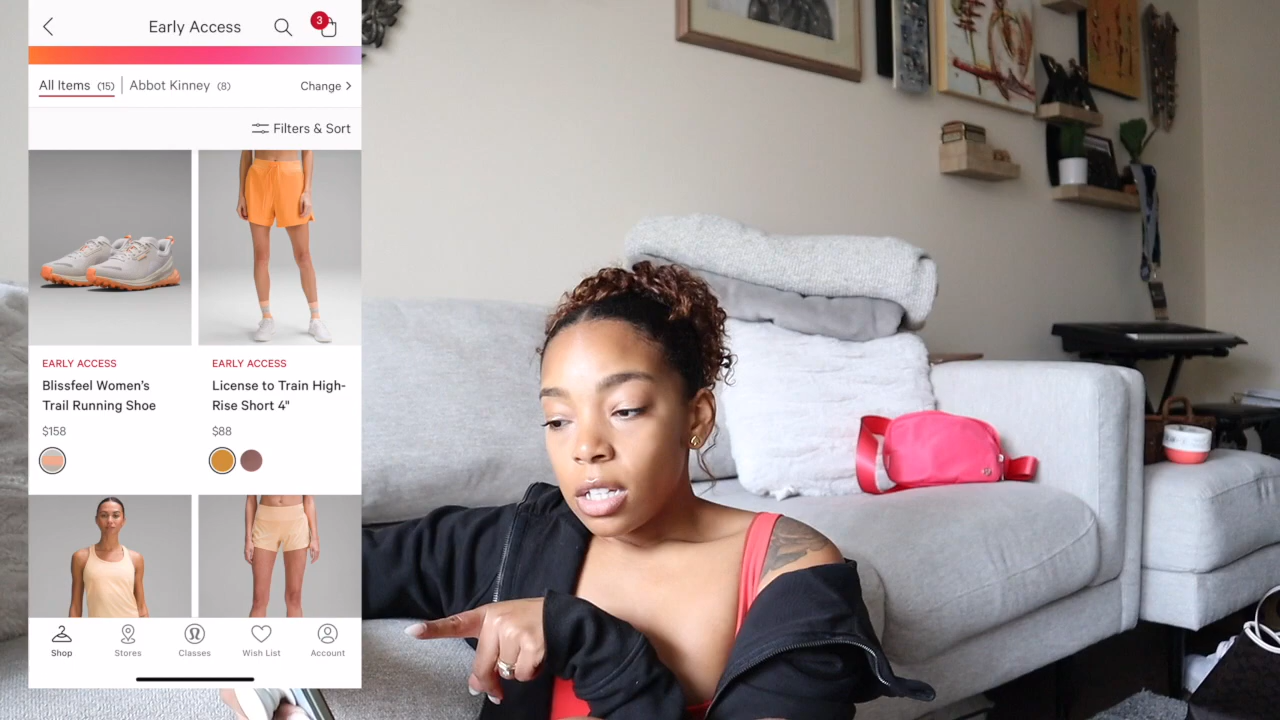 Early Access
3
All Items (15)
Abbot Kinney (8)
Change
Filters & Sort
EARLY ACCESS
Blissfeel Women's
Trail Running Shoe
$158
EARLY ACCESS
License to Train High-
Rise Short 4"
$88
Shop
Stores
Classes
Wish List
Account